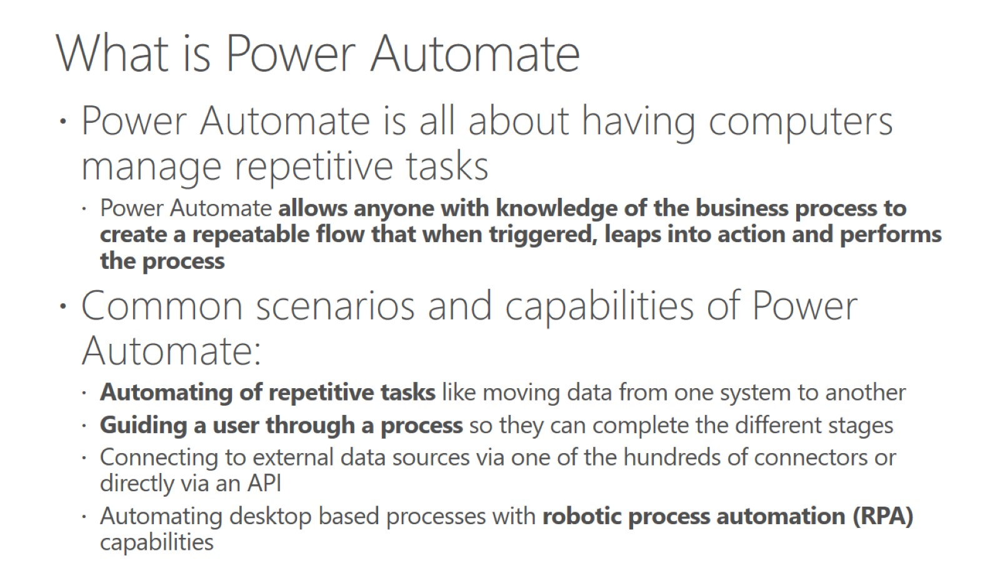 What is Power Automate
• Power Automate is all about having computers
manage repetitive tasks
• Power Automate allows anyone with knowledge of the business process to
create a repeatable flow that when triggered, leaps into action and performs
the process
• Common scenarios and capabilities of Power
Automate:
• Automating of repetitive tasks like moving data from one system to another
• Guiding a user through a process so they can complete the different stages
• Connecting to external data sources via one of the hundreds of connectors or
directly via an API
• Automating desktop based processes with robotic process automation (RPA)
capabilities